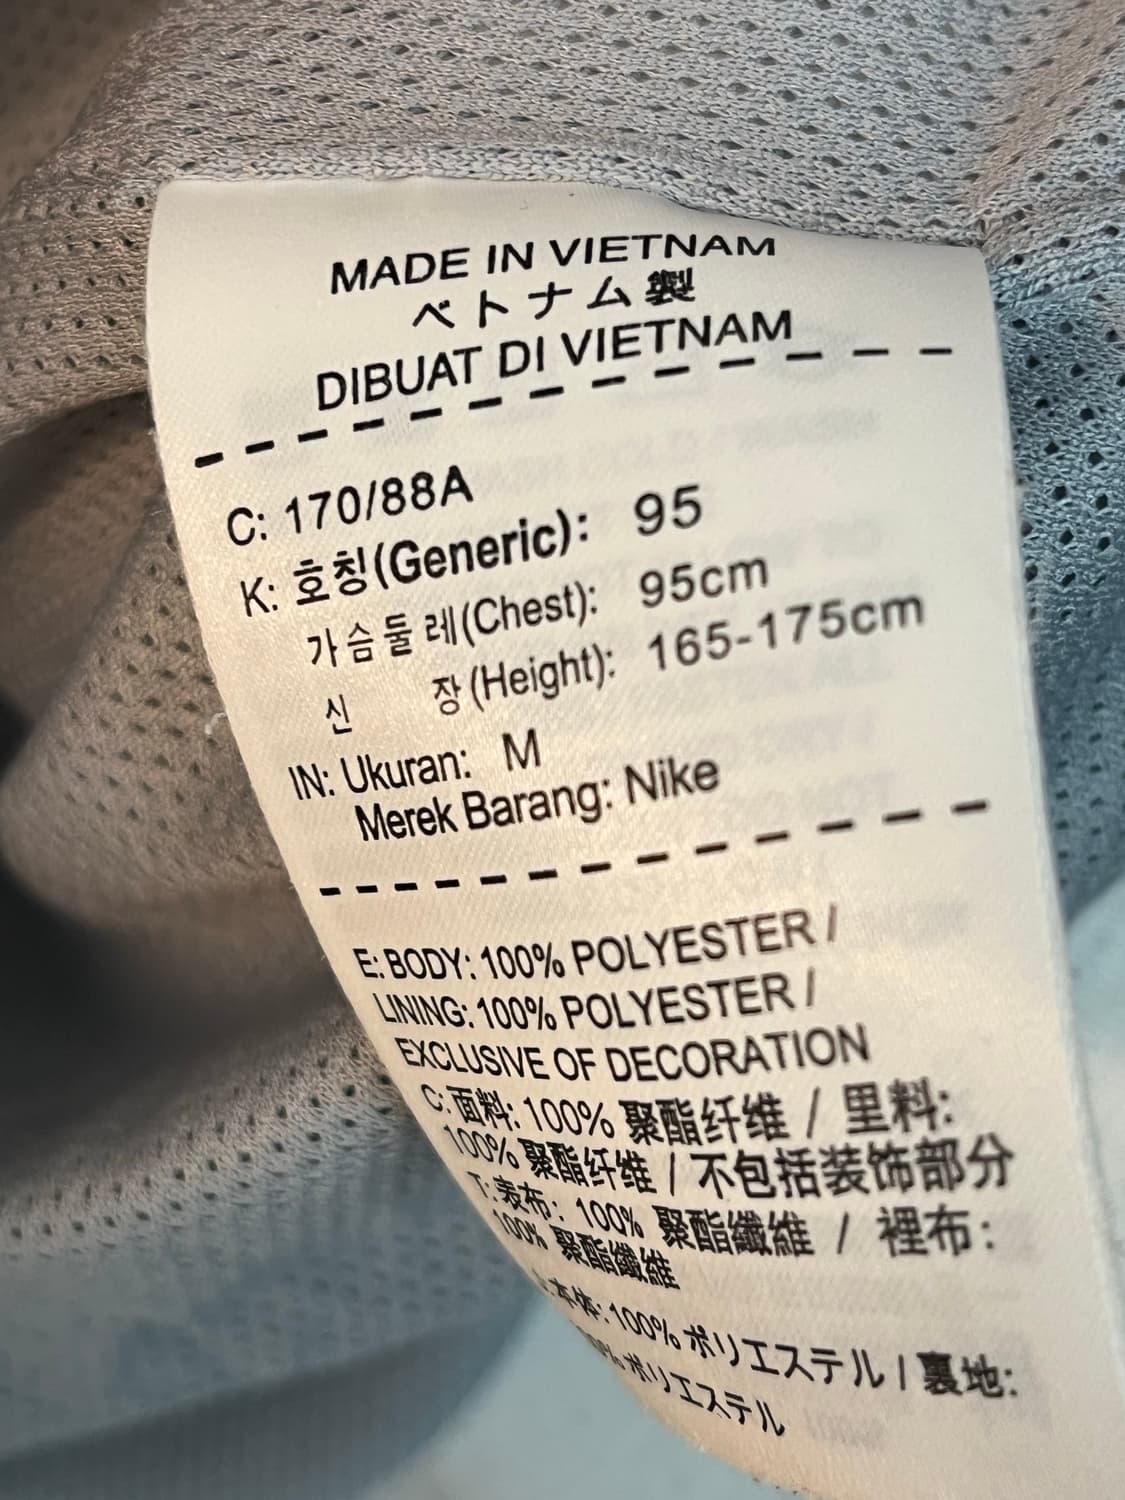 MADE IN VIETNAM
ベトナム製
DIBUAT DI VIETNAM
C: 170/88A
K: 호칭(Generic): 95
가슴둘레(Chest): 95cm
신 장(Height): 165-175cm
IN: Ukuran: M
Merek Barang: Nike
E: BODY: 100% POLYESTER /
LINING: 100% POLYESTER /
EXCLUSIVE OF DECORATION
C: 面料: 100% 聚酯纤维 / 里料:
100% 聚酯纤维 / 不包括装饰部分
T: 表布: 100% 聚酯纖維 / 裡布:
100% 聚酯纖維
本体: 100% ポリエステル / 裏地:
ポリエステル